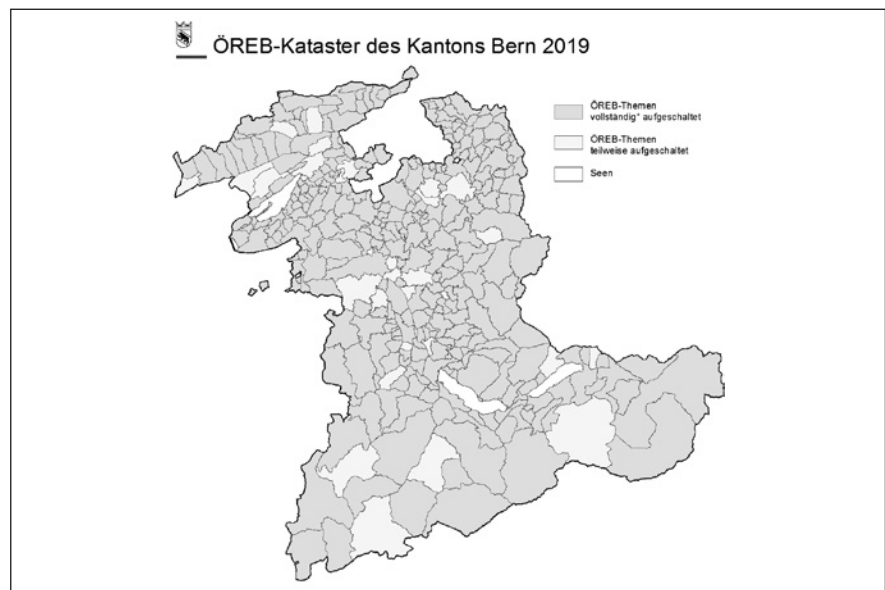 ÖREB-Kataster des Kantons Bern 2019
ÖREB-Themen
vollständig* aufgeschaltet
ÖREB-Themen
teilweise aufgeschaltet
Seen